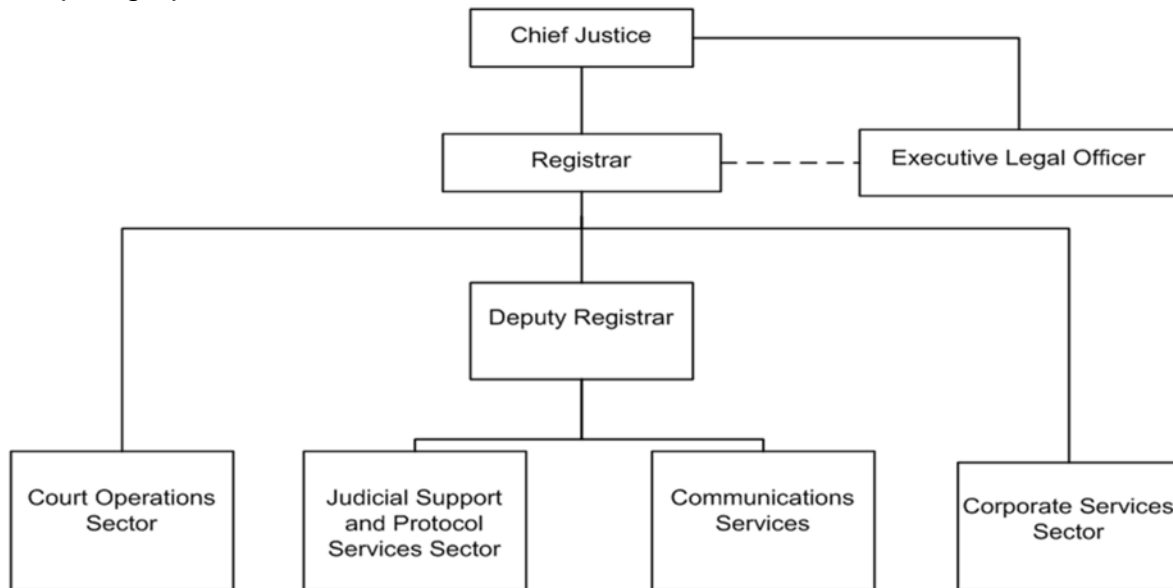 Chief Justice
Registrar
Executive Legal Officer
Deputy Registrar
Court Operations
Sector
Judicial Support
and Protocol
Services Sector
Communications
Services
Corporate Services
Sector